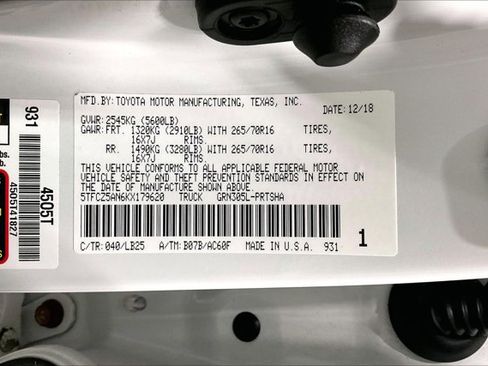 MFD.BY: TOYOTA MOTOR MANUFACTURING, TEXAS, INC.
DATE: 12/18
GVWR: 2545KG (5600LB)
GAWR: FRT. 1320KG (2910LB) WITH 265/70R16 TIRES,
16X7J RIMS.
RR. 1490KG (3280LB) WITH 265/70R16 TIRES,
16X7J RIMS.
THIS VEHICLE CONFORMS TO ALL APPLICABLE FEDERAL MOTOR
VEHICLE SAFETY AND THEFT PREVENTION STANDARDS IN EFFECT ON
DATE OF MANUFACTURE SHOWN ABOVE.
5TFCZ5AN6KX179620 TRUCK GRN305L-PRTSHA
C/TR: 040/LB25 A/TM: B07B/AC60F MADE IN U.S.A. 931
1
931
4505T
4505141827
lbs.